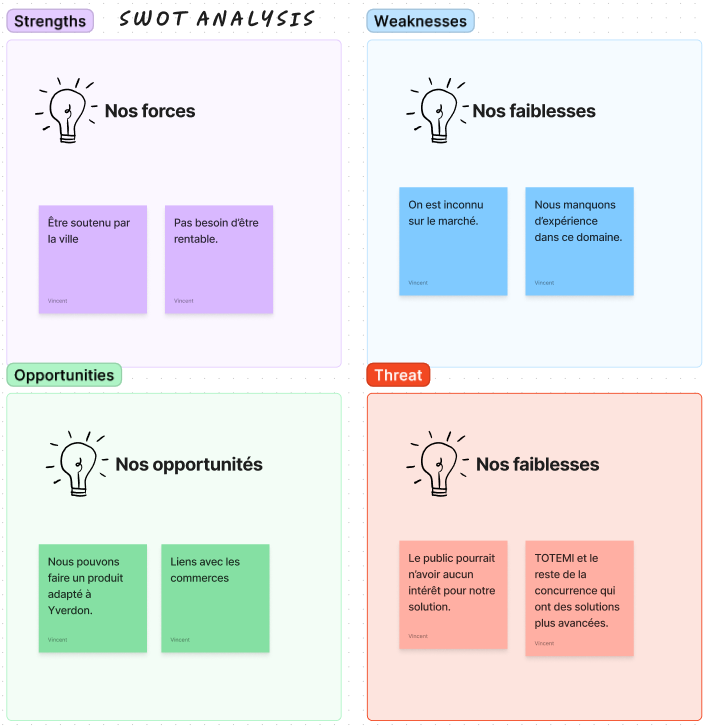 Strengths
SWOT ANALYSIS
Nos forces
Être soutenu par
la ville
Vincent
Pas besoin d'être
rentable.
Vincent
Weaknesses
Nos faiblesses
On est inconnu
sur le marché.
Vincent
Nous manquons
d'expérience
dans ce domaine.
Vincent
Opportunities
Nos opportunités
Nous pouvons
faire un produit
adapté à
Yverdon.
Vincent
Liens avec les
commerces
Vincent
Threat
Nos faiblesses
Le public pourrait
n'avoir aucun
intérêt pour notre
solution.
Vincent
TOTEMI et le
reste de la
concurrence qui
ont des solutions
plus avancées.
Vincent